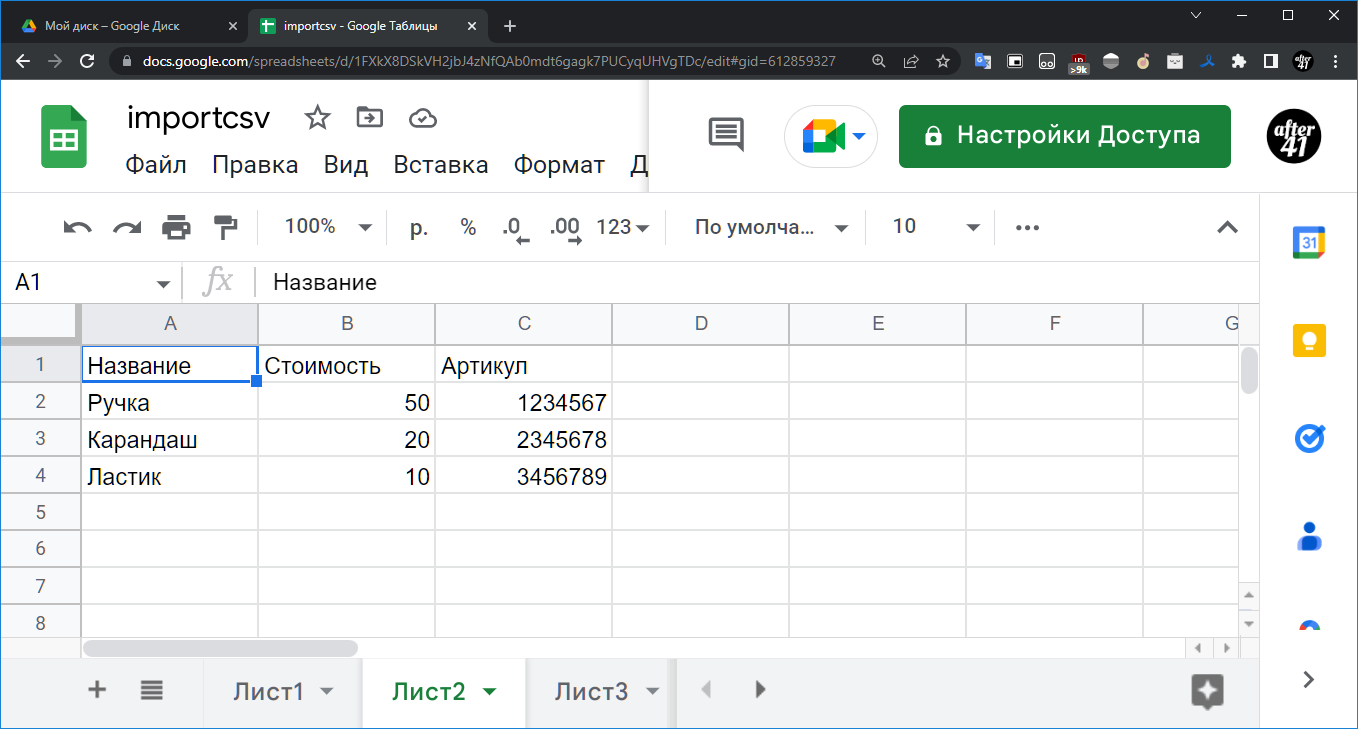 Мой диск – Google Диск
importcsv - Google Таблицы
docs.google.com/spreadsheets/d/1FXkX8DSkVH2jbJ4zNfQAb0mdt6gagk7PUCyqUHVgTDc/edit#gid=612859327
>9k
after 41
importcsv
Файл Правка Вид Вставка Формат Д
Настройки Доступа
after
41
100% р. % .0 .00 123 По умолча... 10
31
A1 fx Название
A B C D E F G
1 Название Стоимость Артикул
2 Ручка 50 1234567
3 Карандаш 20 2345678
4 Ластик 10 3456789
5
6
7
8
Лист1 Лист2 Лист3